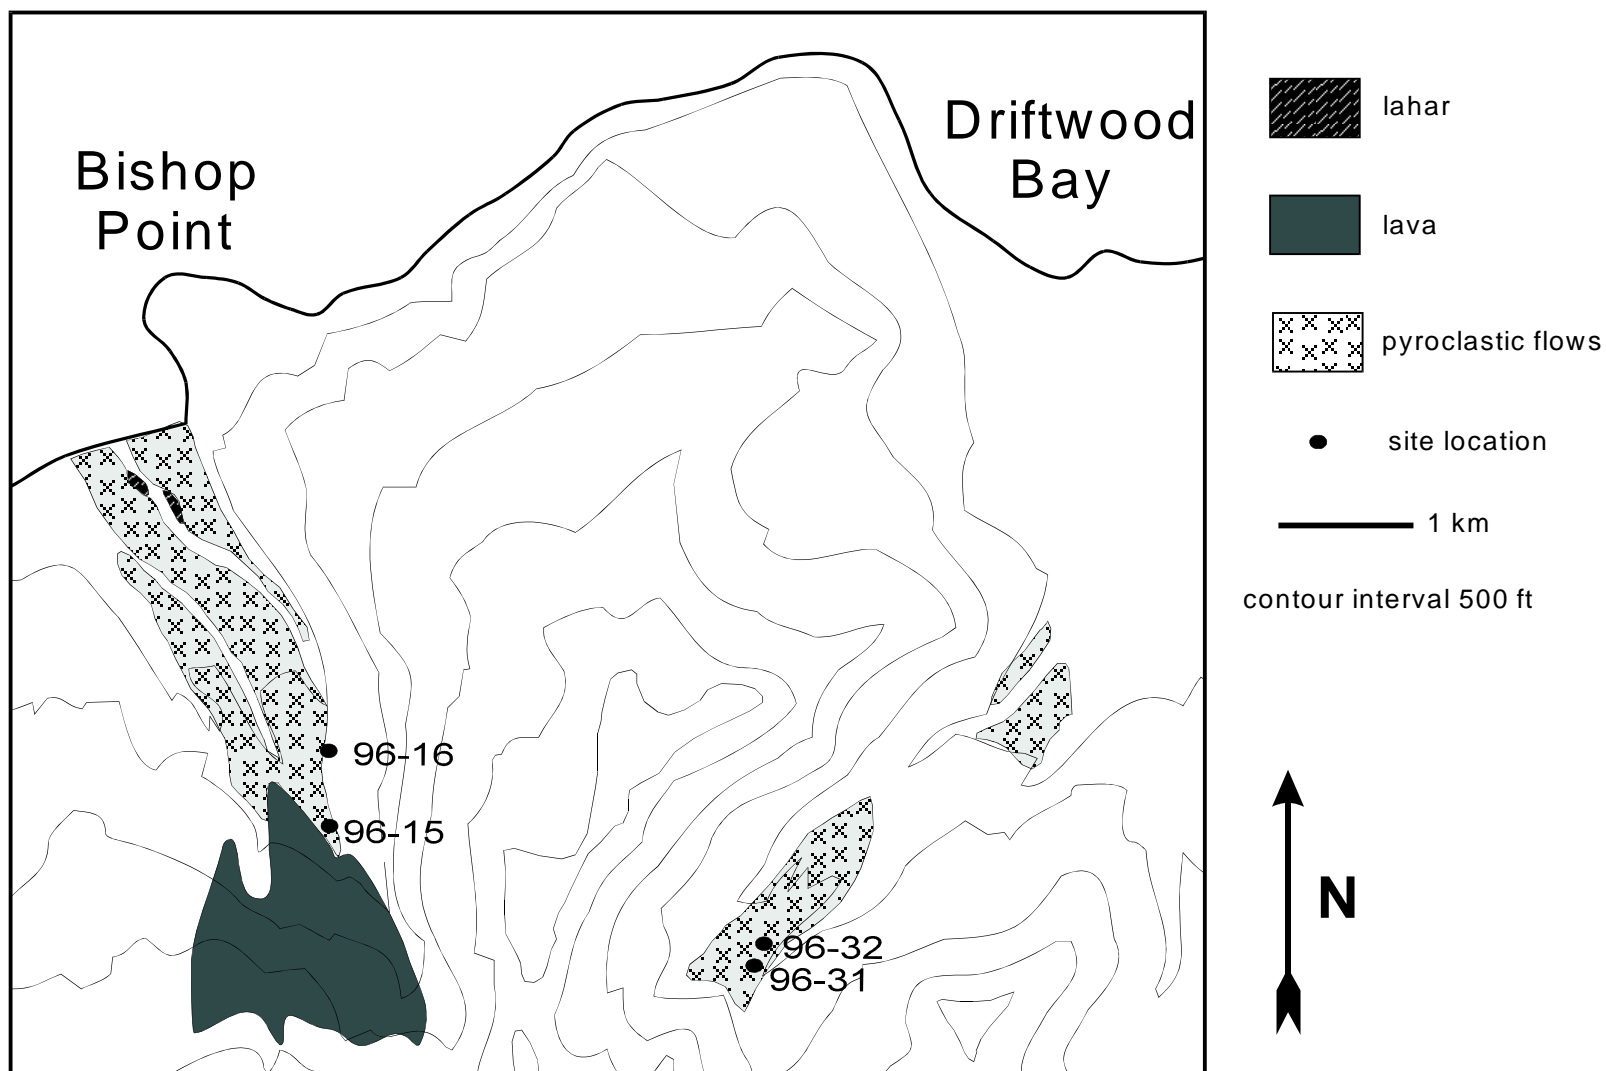 Driftwood
Bay
Bishop
Point
96-16
96-15
96-32
96-31
lahar
lava
pyroclastic flows
site location
1 km
contour interval 500 ft
N